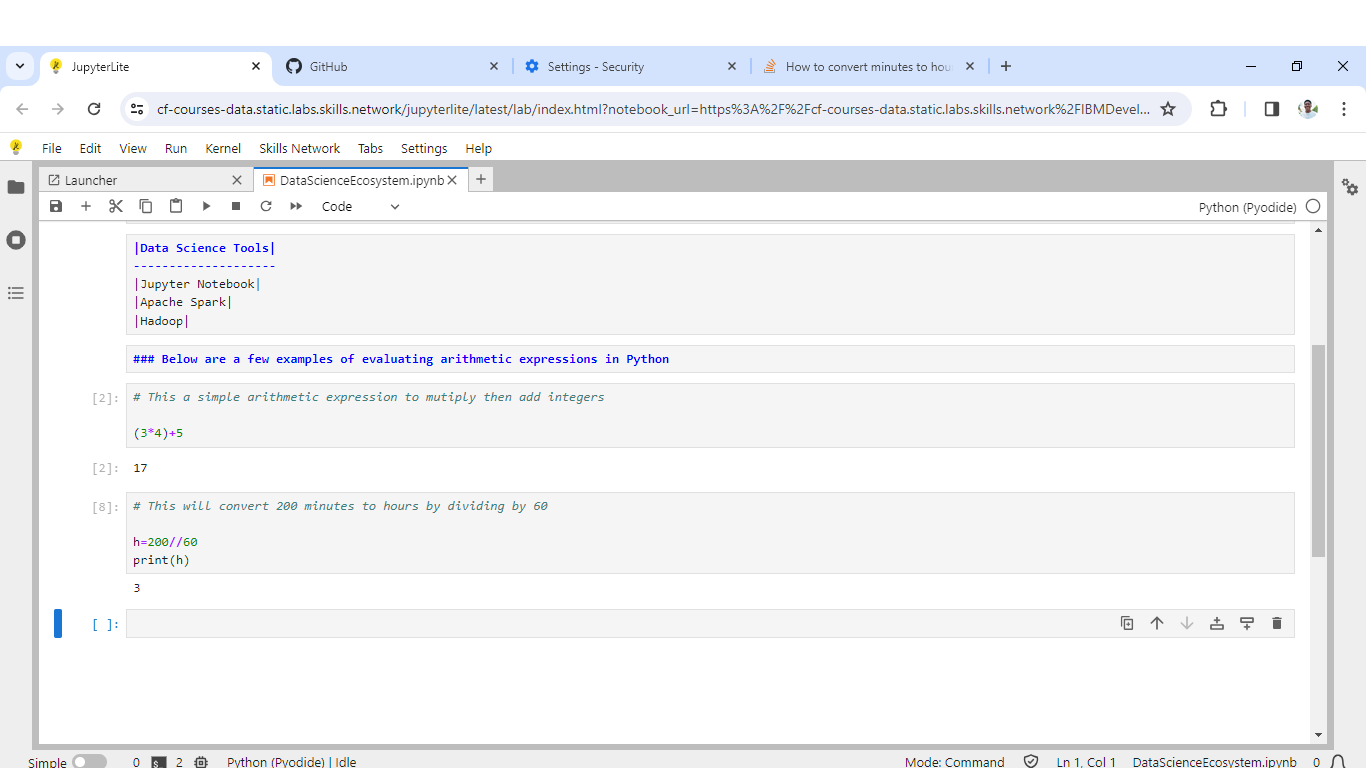 JupyterLite
GitHub
Settings - Security
How to convert minutes to hou
cf-courses-data.static.labs.skills.network/jupyterlite/latest/lab/index.html?notebook_url=https%3A%2F%2Fcf-courses-data.static.labs.skills.network%2FIBMDevel...
File Edit View Run Kernel Skills Network Tabs Settings Help
Launcher
DataScienceEcosystem.ipynb
Code
Python (Pyodide)
|Data Science Tools|
--------------------
|Jupyter Notebook|
|Apache Spark|
|Hadoop|
### Below are a few examples of evaluating arithmetic expressions in Python
[2]:
# This a simple arithmetic expression to mutiply then add integers
(3*4)+5
[2]: 17
[8]:
# This will convert 200 minutes to hours by dividing by 60
h=200//60
print(h)
3
[ ]:
Simple 0 $ 2 Python (Pyodide) | Idle Mode: Command Ln 1, Col 1 DataScienceEcosystem.ipynb 0